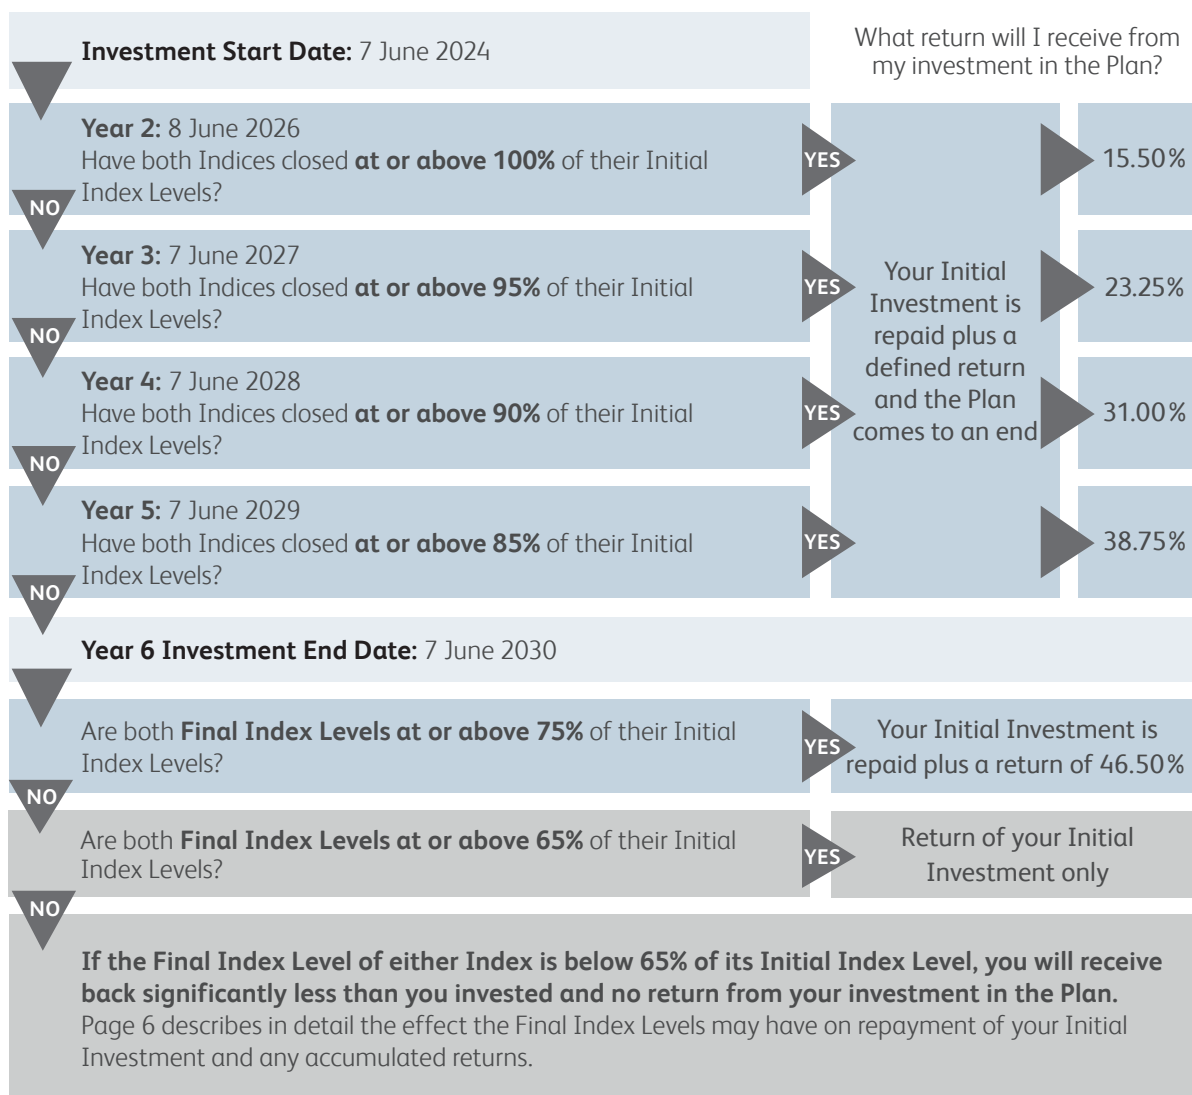 Investment Start Date: 7 June 2024
What return will I receive from
my investment in the Plan?
Year 2: 8 June 2026
Have both Indices closed at or above 100% of their Initial
Index Levels?
YES
15.50%
NO
Year 3: 7 June 2027
Have both Indices closed at or above 95% of their Initial
Index Levels?
YES
23.25%
NO
Year 4: 7 June 2028
Have both Indices closed at or above 90% of their Initial
Index Levels?
YES
31.00%
NO
Year 5: 7 June 2029
Have both Indices closed at or above 85% of their Initial
Index Levels?
YES
38.75%
NO
Your Initial
Investment is
repaid plus a
defined return
and the Plan
comes to an end
Year 6 Investment End Date: 7 June 2030
Are both Final Index Levels at or above 75% of their Initial
Index Levels?
YES
Your Initial Investment is
repaid plus a return of 46.50%
NO
Are both Final Index Levels at or above 65% of their Initial
Index Levels?
YES
Return of your Initial
Investment only
NO
If the Final Index Level of either Index is below 65% of its Initial Index Level, you will receive
back significantly less than you invested and no return from your investment in the Plan.
Page 6 describes in detail the effect the Final Index Levels may have on repayment of your Initial
Investment and any accumulated returns.